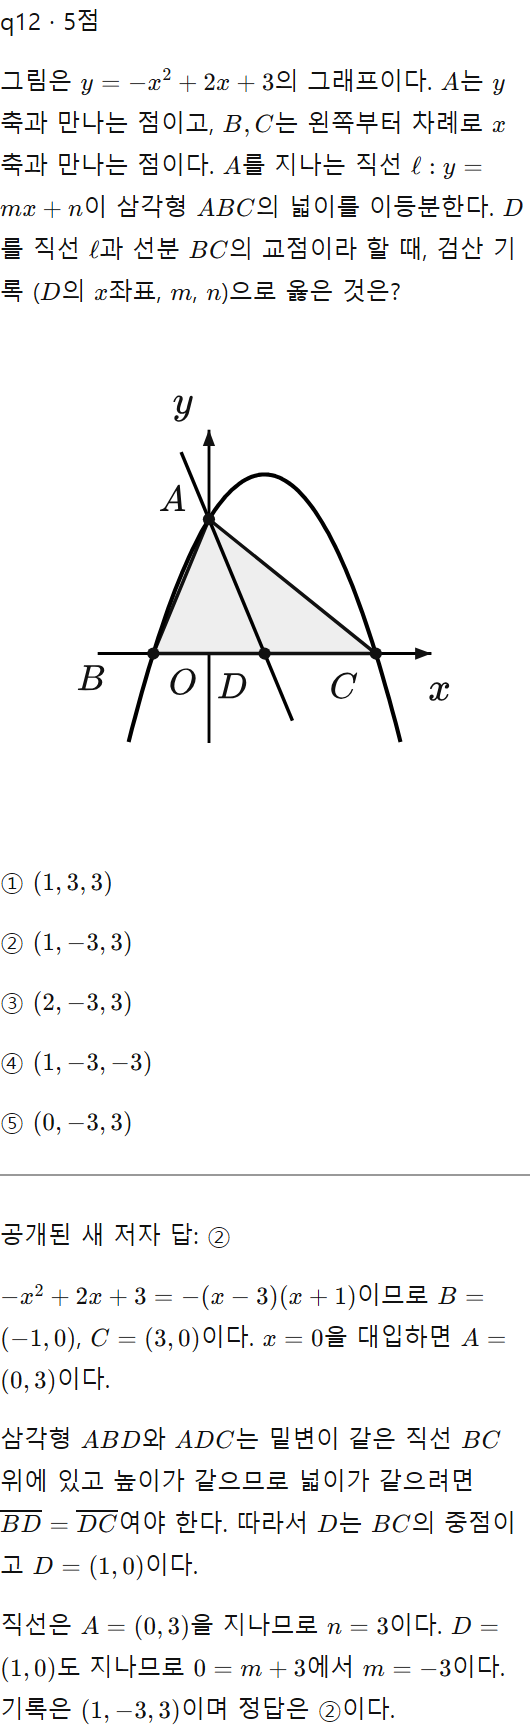 q12 · 5점
그림은 y = −x² + 2x + 3의 그래프이다. A는 y
축과 만나는 점이고, B, C는 왼쪽부터 차례로 x
축과 만나는 점이다. A를 지나는 직선 ℓ : y =
mx + n이 삼각형 ABC의 넓이를 이등분한다. D
를 직선 ℓ과 선분 BC의 교점이라 할 때, 검산 기
록 (D의 x좌표, m, n)으로 옳은 것은?
y
A
B
O
D
C
x
① (1, 3, 3)
② (1, −3, 3)
③ (2, −3, 3)
④ (1, −3, −3)
⑤ (0, −3, 3)
공개된 새 저자 답: ②
−x² + 2x + 3 = −(x − 3)(x + 1)이므로 B =
(−1, 0), C = (3, 0)이다. x = 0을 대입하면 A =
(0, 3)이다.
삼각형 ABD와 ADC는 밑변이 같은 직선 BC
위에 있고 높이가 같으므로 넓이가 같으려면
B̅D̅ = D̅C̅여야 한다. 따라서 D는 BC의 중점이
고 D = (1, 0)이다.
직선은 A = (0, 3)을 지나므로 n = 3이다. D =
(1, 0)도 지나므로 0 = m + 3에서 m = −3이다.
기록은 (1, −3, 3)이며 정답은 ②이다.